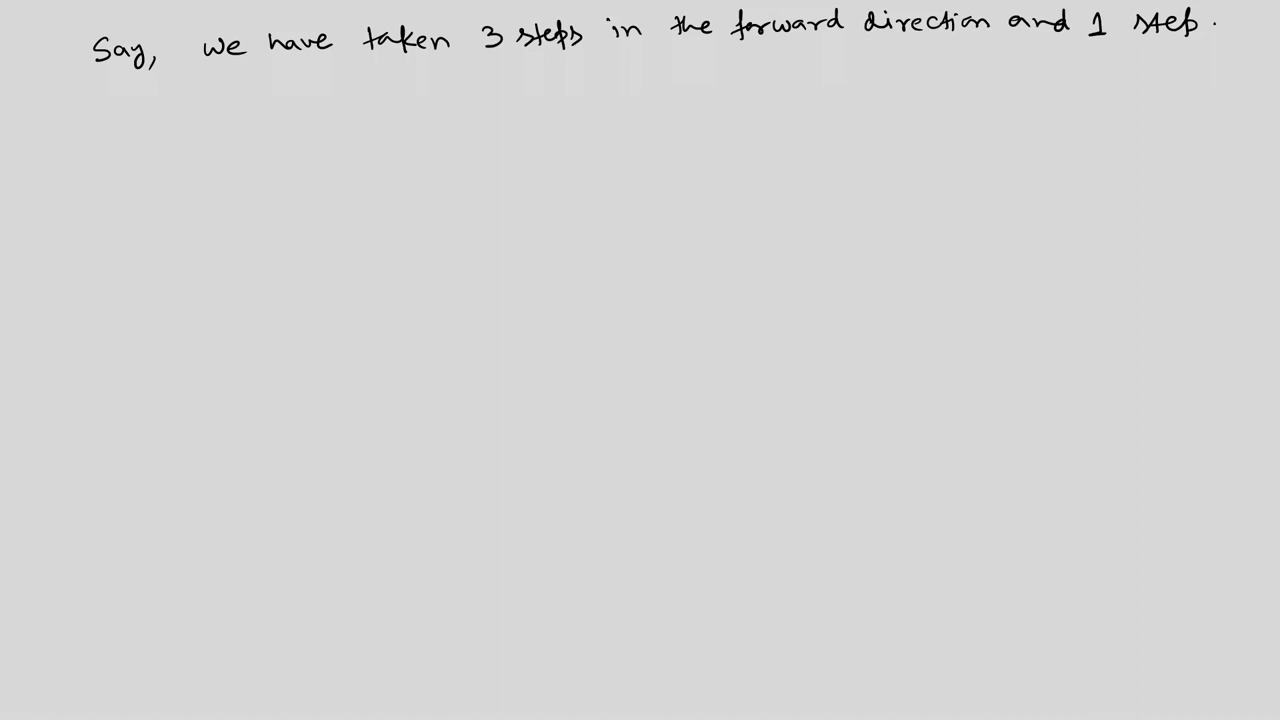 Say, we have taken 3 steps in the forward direction and 1 step.